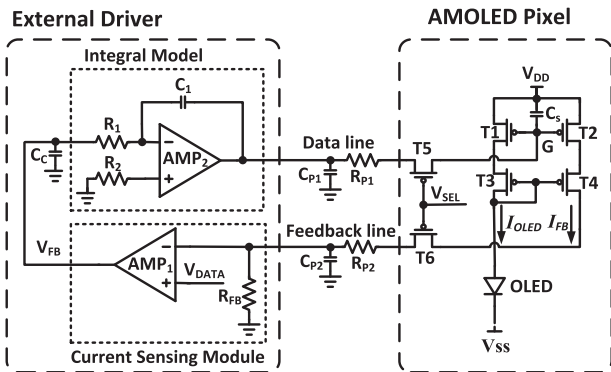 External Driver
AMOLED Pixel
Integral Model
C1
R1
R2
CC
AMP2
Data line
CP1
RP1
T5
VDD
Cs
T1
T2
G
T3
T4
VSEL
IOLED
IFB
Feedback line
VFB
AMP1
VDATA
RFB
CP2
RP2
T6
OLED
Vss
Current Sensing Module